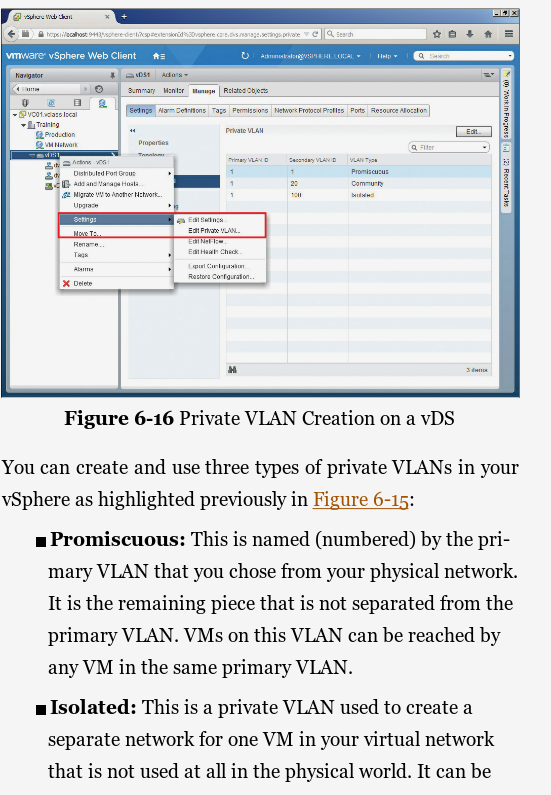 vSphere Web Client
https://localhost:9443/vsphere-client/?csp#extensionId%3Dvsphere.core.dvs.manage.settings.private
Search
vmware® vSphere Web Client
Administrator@VSPHERE.LOCAL
Help
Search
Navigator
Home
VC01.vclass.local
Training
Production
VM Network
vDS1
vDS1 Actions
Summary Monitor Manage Related Objects
Settings Alarm Definitions Tags Permissions Network Protocol Profiles Ports Resource Allocation
Properties
Topology
Private VLAN
Edit...
Filter
Primary VLAN ID Secondary VLAN ID VLAN Type
1 1 Promiscuous
1 20 Community
1 100 Isolated
3 items
Actions - vDS1
Distributed Port Group
Add and Manage Hosts...
Migrate VM to Another Network...
Upgrade
Settings
Move To...
Rename...
Tags
Alarms
Delete
Edit Settings...
Edit Private VLAN...
Edit NetFlow...
Edit Health Check...
Export Configuration...
Restore Configuration...
(0) Work In Progress
(2) Recent Tasks
Figure 6-16 Private VLAN Creation on a vDS
You can create and use three types of private VLANs in your
vSphere as highlighted previously in Figure 6-15:
■ Promiscuous: This is named (numbered) by the pri-
mary VLAN that you chose from your physical network.
It is the remaining piece that is not separated from the
primary VLAN. VMs on this VLAN can be reached by
any VM in the same primary VLAN.
■ Isolated: This is a private VLAN used to create a
separate network for one VM in your virtual network
that is not used at all in the physical world. It can be